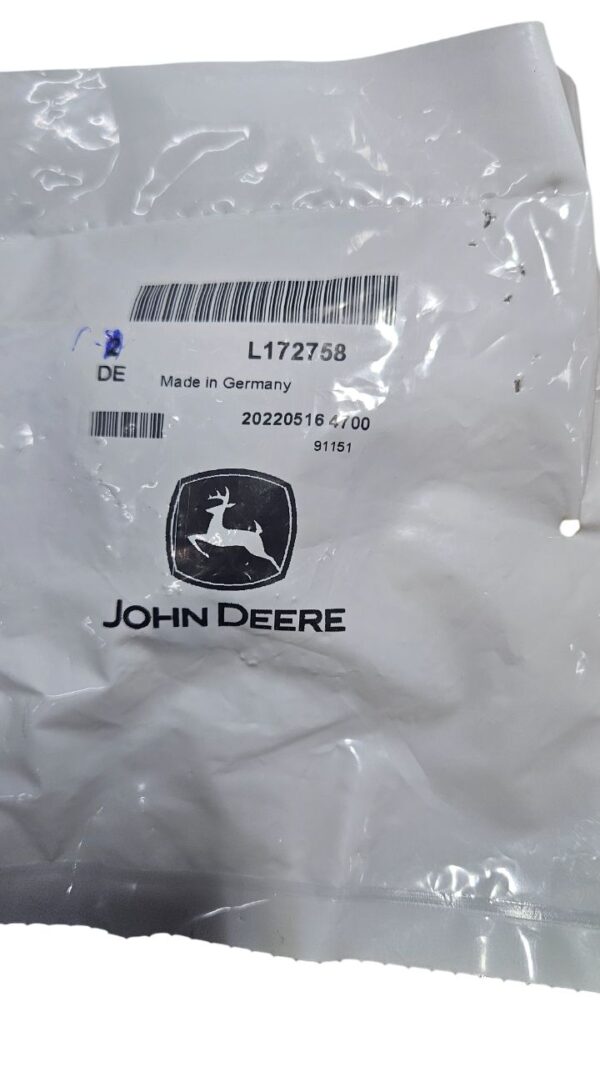 L172758
DE
Made in Germany
20220516 4700
91151
JOHN DEERE